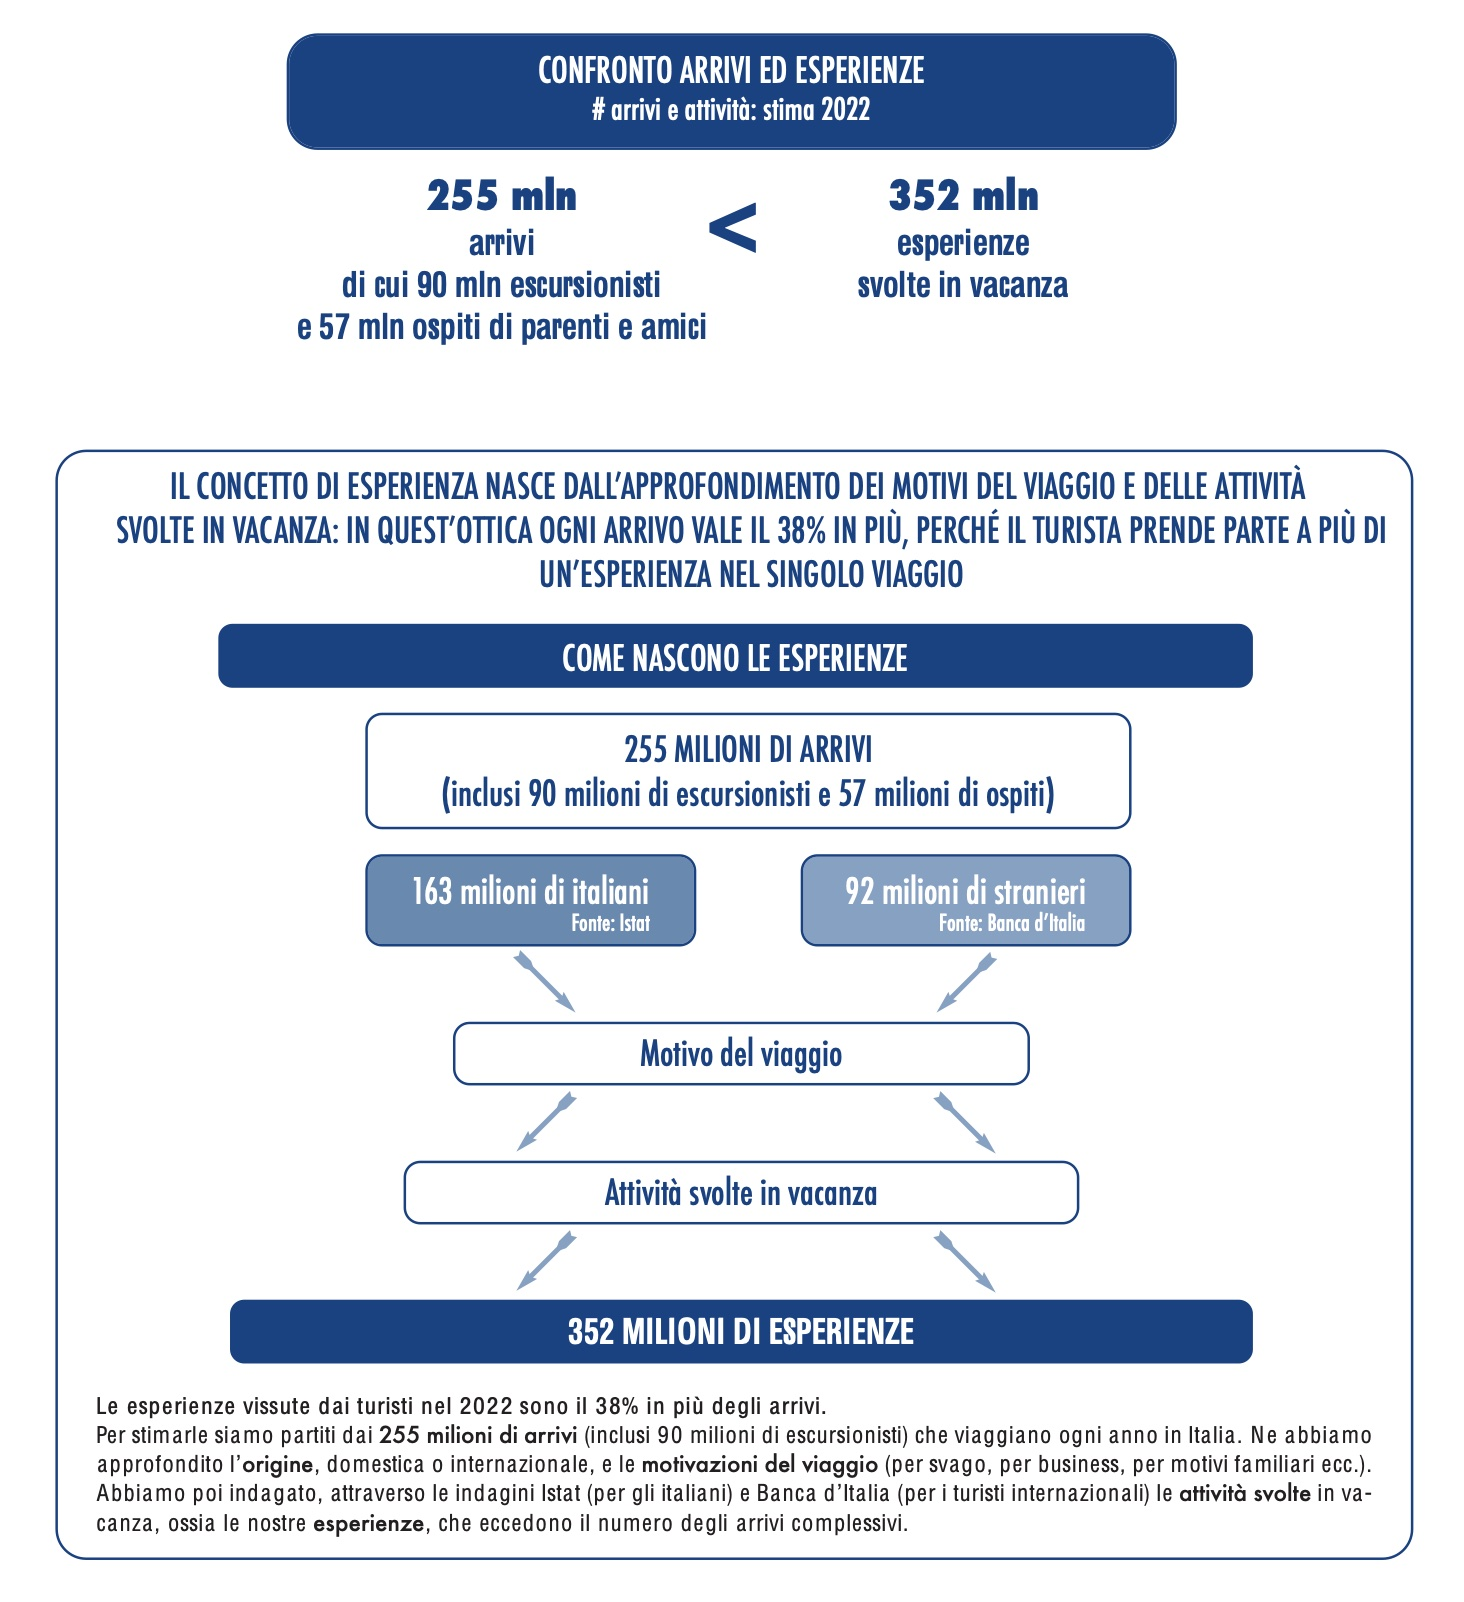 CONFRONTO ARRIVI ED ESPERIENZE
# arrivi e attività: stima 2022
255 mln
arrivi
di cui 90 mln escursionisti
e 57 mln ospiti di parenti e amici
<
352 mln
esperienze
svolte in vacanza
IL CONCETTO DI ESPERIENZA NASCE DALL'APPROFONDIMENTO DEI MOTIVI DEL VIAGGIO E DELLE ATTIVITÀ
SVOLTE IN VACANZA: IN QUEST'OTTICA OGNI ARRIVO VALE IL 38% IN PIÙ, PERCHÉ IL TURISTA PRENDE PARTE A PIÙ DI
UN'ESPERIENZA NEL SINGOLO VIAGGIO
COME NASCONO LE ESPERIENZE
255 MILIONI DI ARRIVI
(inclusi 90 milioni di escursionisti e 57 milioni di ospiti)
163 milioni di italiani
Fonte: Istat
92 milioni di stranieri
Fonte: Banca d'Italia
Motivo del viaggio
Attività svolte in vacanza
352 MILIONI DI ESPERIENZE
Le esperienze vissute dai turisti nel 2022 sono il 38% in più degli arrivi.
Per stimarle siamo partiti dai 255 milioni di arrivi (inclusi 90 milioni di escursionisti) che viaggiano ogni anno in Italia. Ne abbiamo
approfondito l'origine, domestica o internazionale, e le motivazioni del viaggio (per svago, per business, per motivi familiari ecc.).
Abbiamo poi indagato, attraverso le indagini Istat (per gli italiani) e Banca d'Italia (per i turisti internazionali) le attività svolte in va-
canza, ossia le nostre esperienze, che eccedono il numero degli arrivi complessivi.